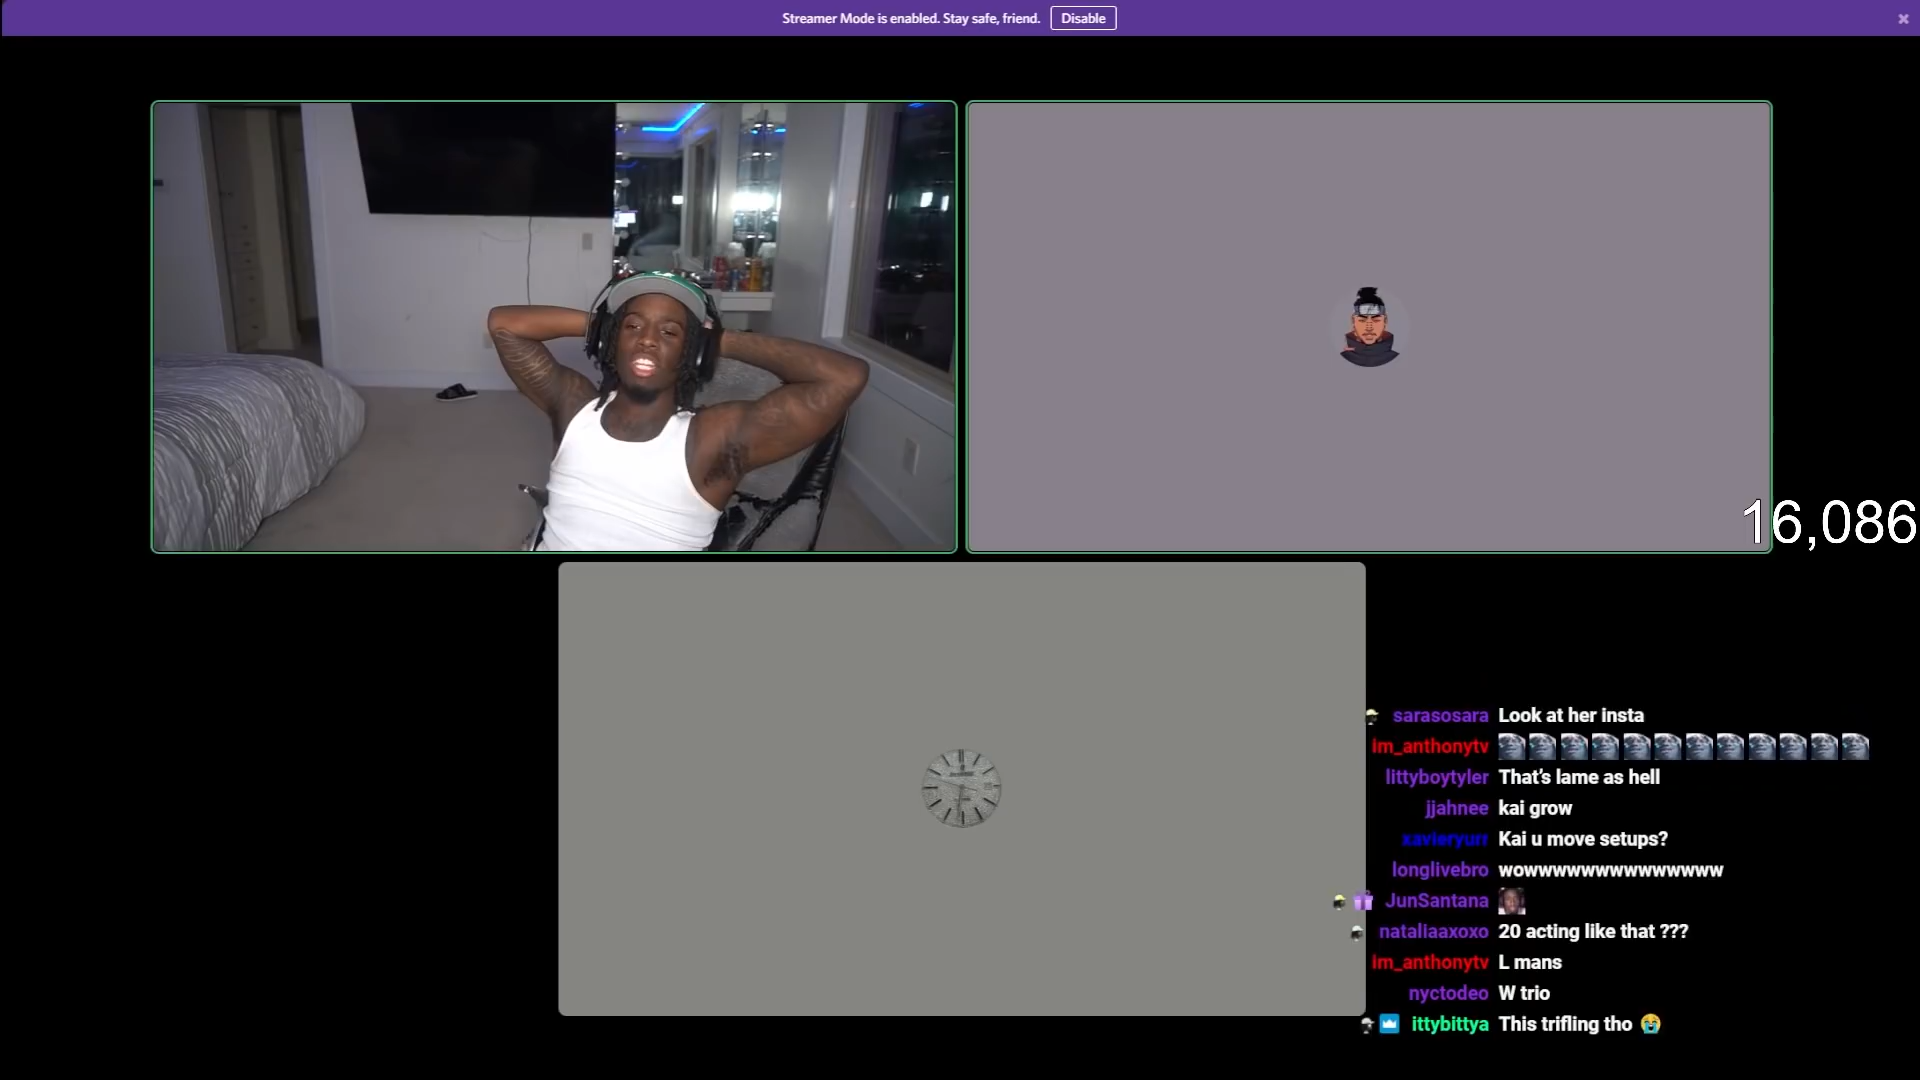 Streamer Mode is enabled. Stay safe, friend. Disable
16,086
sarasosara Look at her insta
im_anthonytv
littyboytyler That's lame as hell
jjahnee kai grow
xavieryurr Kai u move setups?
longlivebro wowwwwwwwwwwwwwww
JunSantana
nataliaaxoxo 20 acting like that ???
im_anthonytv L mans
nyctodeo W trio
ittybittya This trifling tho 😭